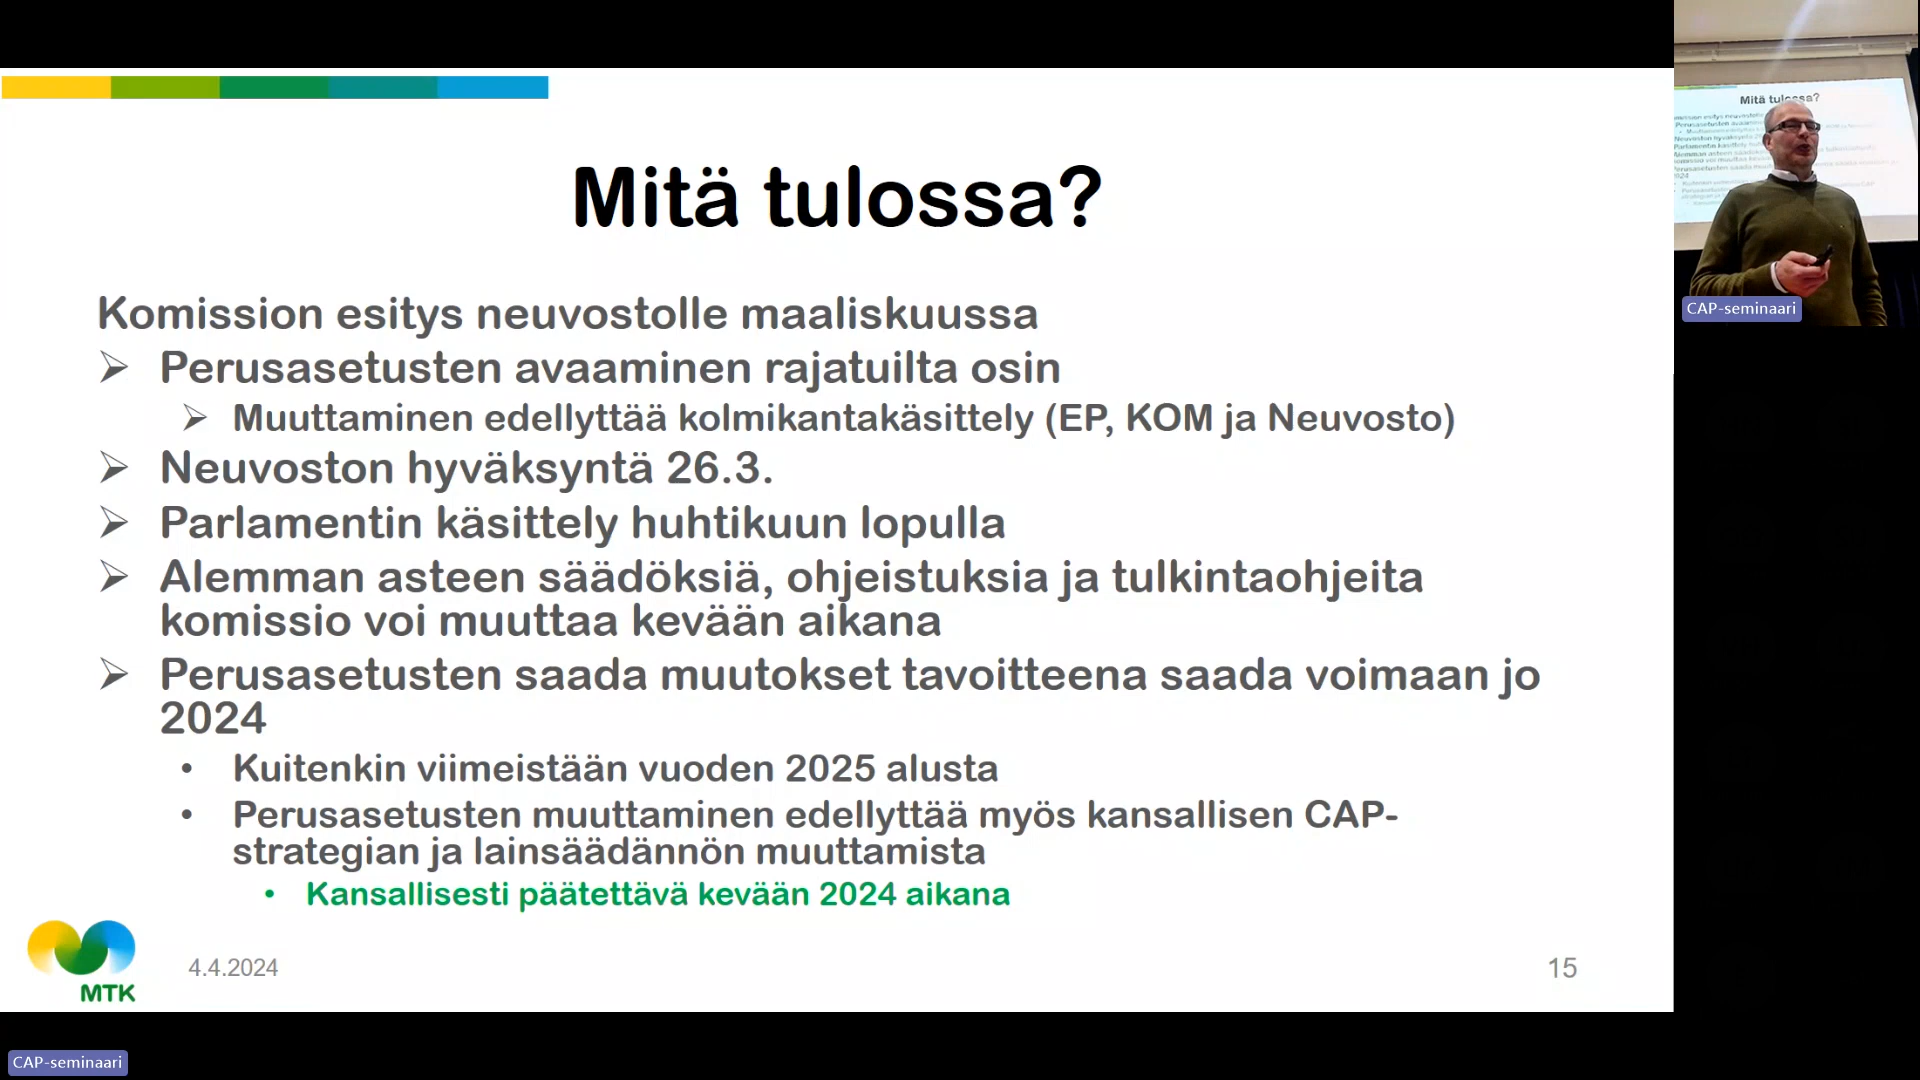 Mitä tulossa?
Komission esitys neuvostolle maaliskuussa
Perusasetusten avaaminen rajatuilta osin
Muuttaminen edellyttää kolmikantakäsittely (EP, KOM ja Neuvosto)
Neuvoston hyväksyntä 26.3.
Parlamentin käsittely huhtikuun lopulla
Alemman asteen säädöksiä, ohjeistuksia ja tulkintaohjeita
komissio voi muuttaa kevään aikana
Perusasetusten saada muutokset tavoitteena saada voimaan jo
2024
Kuitenkin viimeistään vuoden 2025 alusta
Perusasetusten muuttaminen edellyttää myös kansallisen CAP-
strategian ja lainsäädännön muuttamista
Kansallisesti päätettävä kevään 2024 aikana
MTK
4.4.2024
15
Mitä tulossa?
CAP-seminaari
CAP-seminaari